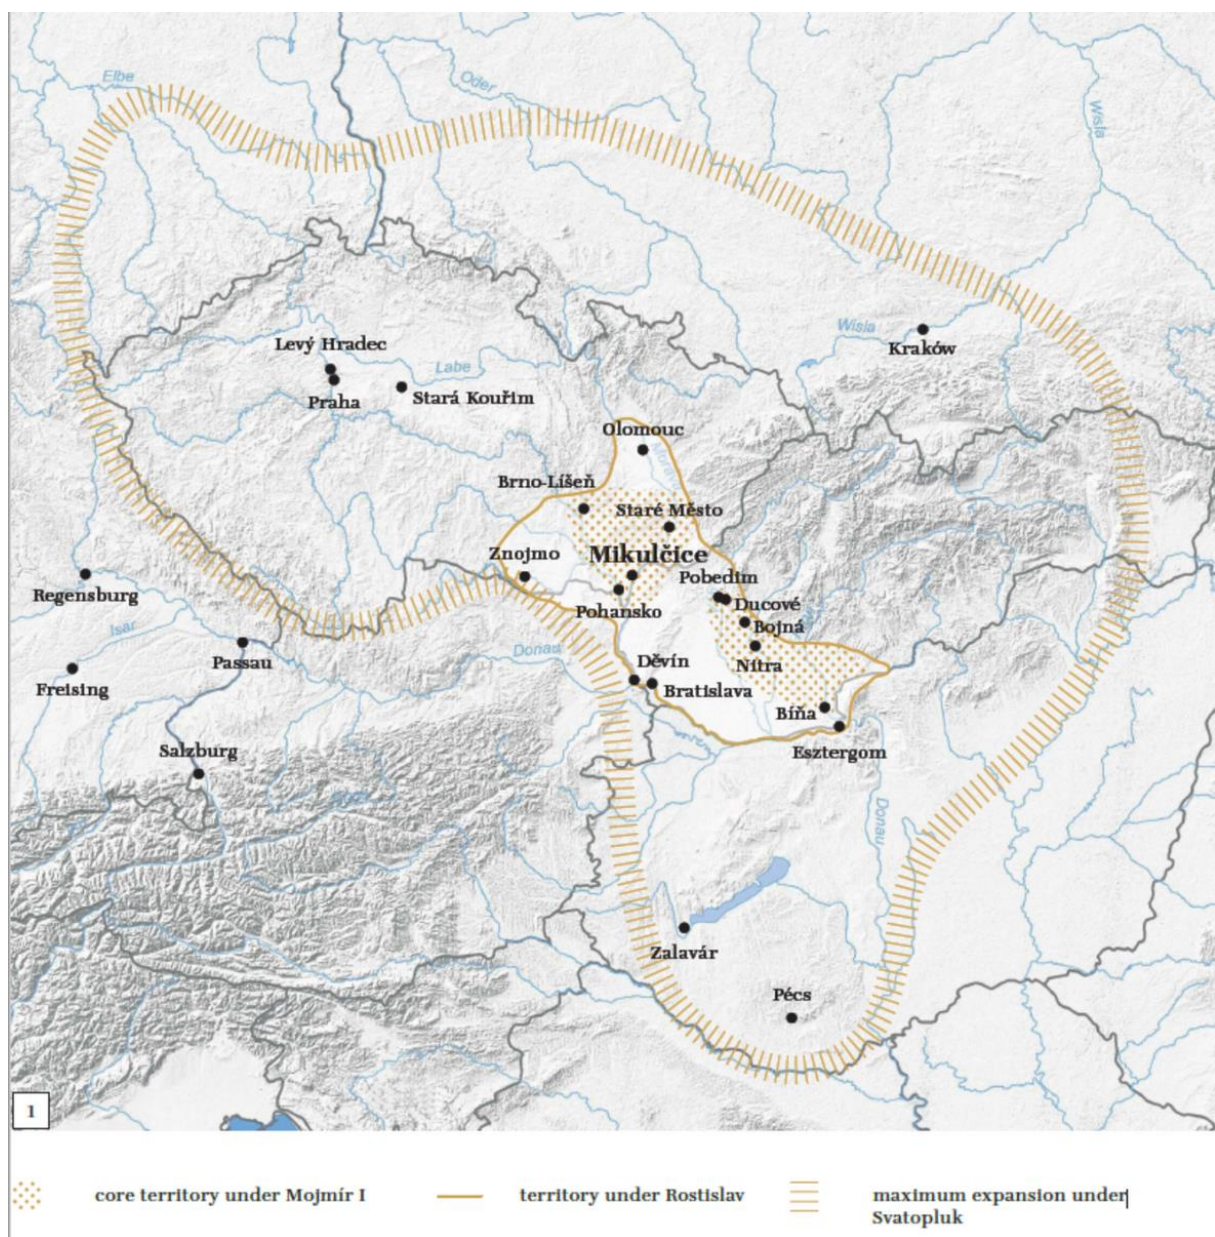 Elbe
Oder
Wisla
Wisla
Kraków
Levý Hradec
Labe
Praha
Stará Kouřim
Olomouc
Morava
Brno-Líšeň
Staré Město
Znojmo
Mikulčice
Pobedim
Regensburg
Pohansko
Ducové
Bojná
Isar
Passau
Donau
Děvín
Nitra
Freising
Bratislava
Bíňa
Salzburg
Esztergom
Donau
Zalavár
Pécs
1
core territory under Mojmír I
territory under Rostislav
maximum expansion under
Svatopluk